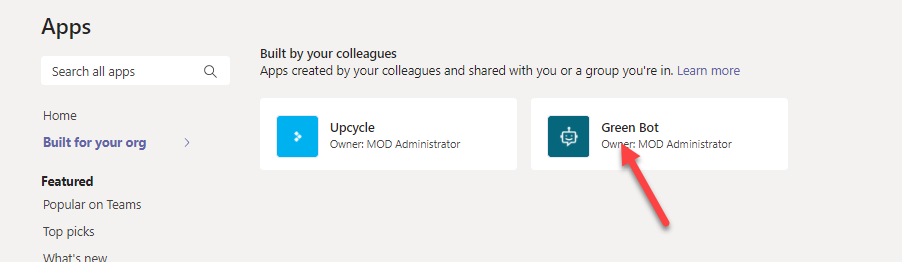 Apps
Search all apps
Home
Built for your org
Featured
Popular on Teams
Top picks
What's new
Built by your colleagues
Apps created by your colleagues and shared with you or a group you're in. Learn more
Upcycle
Owner: MOD Administrator
Green Bot
Owner: MOD Administrator